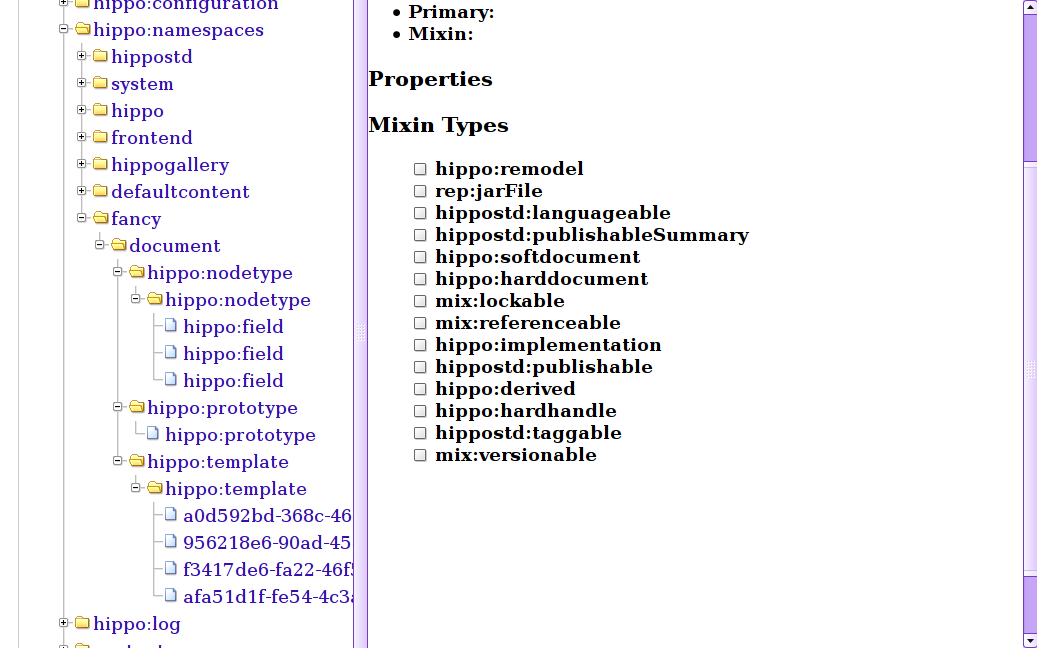 hippo:configuration
hippo:namespaces
hippostd
system
hippo
frontend
hippogallery
defaultcontent
fancy
document
hippo:nodetype
hippo:nodetype
hippo:field
hippo:field
hippo:field
hippo:prototype
hippo:prototype
hippo:template
hippo:template
a0d592bd-368c-46
956218e6-90ad-45
f3417de6-fa22-46f5
afa51d1f-fe54-4c3a
hippo:log
• Primary:
• Mixin:
Properties
Mixin Types
hippo:remodel
rep:jarFile
hippostd:languageable
hippostd:publishableSummary
hippo:softdocument
hippo:harddocument
mix:lockable
mix:referenceable
hippo:implementation
hippostd:publishable
hippo:derived
hippo:hardhandle
hippostd:taggable
mix:versionable